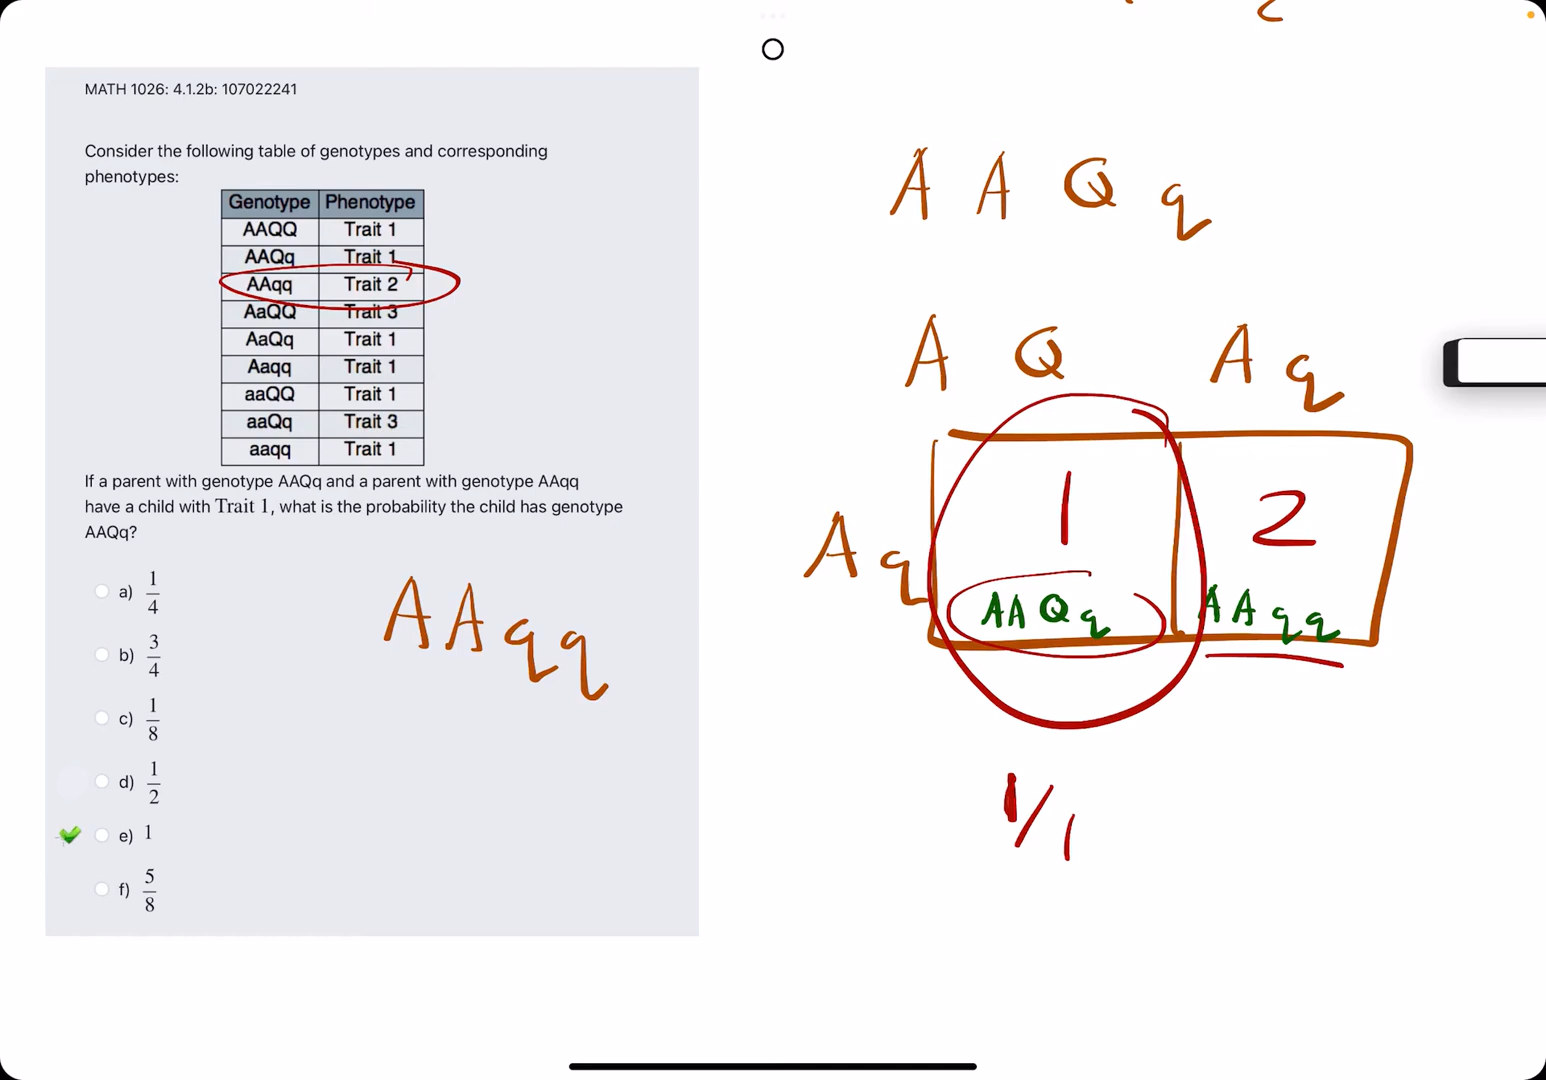 MATH 1026: 4.1.2b: 107022241
Consider the following table of genotypes and corresponding
phenotypes:
Genotype Phenotype
AAQQ Trait 1
AAQq Trait 1
AAqq Trait 2
AaQQ Trait 3
AaQq Trait 1
Aaqq Trait 1
aaQQ Trait 1
aaQq Trait 3
aaqq Trait 1
If a parent with genotype AAQq and a parent with genotype AAqq
have a child with Trait 1, what is the probability the child has genotype
AAQq?
a) 1/4
b) 3/4
c) 1/8
d) 1/2
e) 1
f) 5/8
AAqq
A A Q q
A Q A q
A q
1 2
AAQq AAqq
1/1